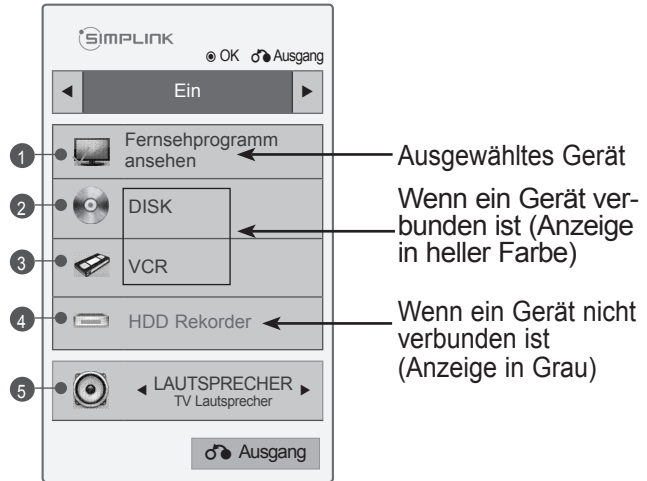 SIMPLINK
OK Ausgang
◄ Ein ►
1 Fernsehprogramm
ansehen
Ausgewähltes Gerät
2 DISK
3 VCR
Wenn ein Gerät ver-
bunden ist (Anzeige
in heller Farbe)
4 HDD Rekorder
Wenn ein Gerät nicht
verbunden ist
(Anzeige in Grau)
5 ◄ LAUTSPRECHER ►
TV Lautsprecher
Ausgang